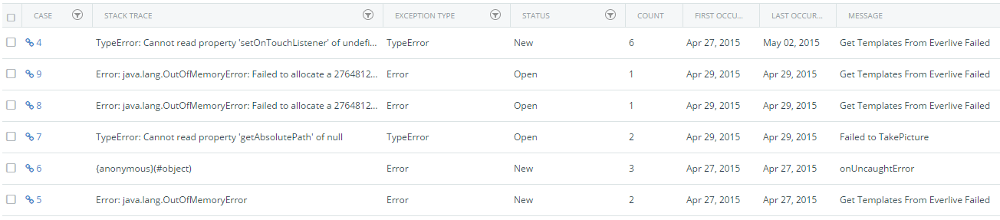 CASE STACK TRACE EXCEPTION TYPE STATUS COUNT FIRST OCCU... LAST OCCUR... MESSAGE
4 TypeError: Cannot read property 'setOnTouchListener' of undefi... TypeError New 6 Apr 27, 2015 May 02, 2015 Get Templates From Everlive Failed
9 Error: java.lang.OutOfMemoryError: Failed to allocate a 2764812... Error Open 1 Apr 29, 2015 Apr 29, 2015 Get Templates From Everlive Failed
8 Error: java.lang.OutOfMemoryError: Failed to allocate a 2764812... Error Open 1 Apr 29, 2015 Apr 29, 2015 Get Templates From Everlive Failed
7 TypeError: Cannot read property 'getAbsolutePath' of null TypeError Open 2 Apr 29, 2015 Apr 29, 2015 Failed to TakePicture
6 {anonymous}(#object) Error New 3 Apr 27, 2015 Apr 27, 2015 onUncaughtError
5 Error: java.lang.OutOfMemoryError Error New 2 Apr 27, 2015 Apr 27, 2015 Get Templates From Everlive Failed